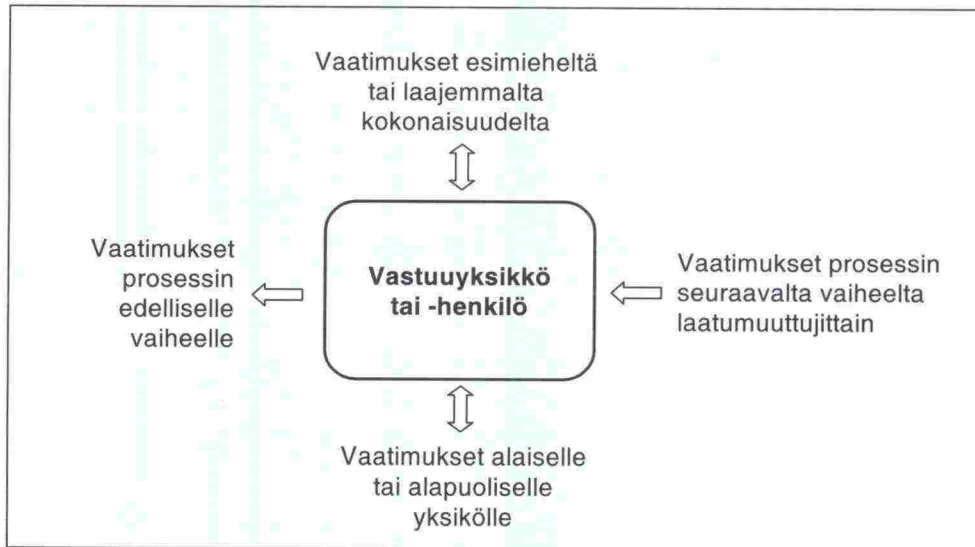 Vaatimukset esimieheltä
tai laajemmalta
kokonaisuudelta
Vaatimukset
prosessin
edelliselle
vaiheelle
Vastuuyksikkö
tai -henkilö
Vaatimukset prosessin
seuraavalta vaiheelta
laatumuuttujittain
Vaatimukset alaiselle
tai alapuoliselle
yksikölle